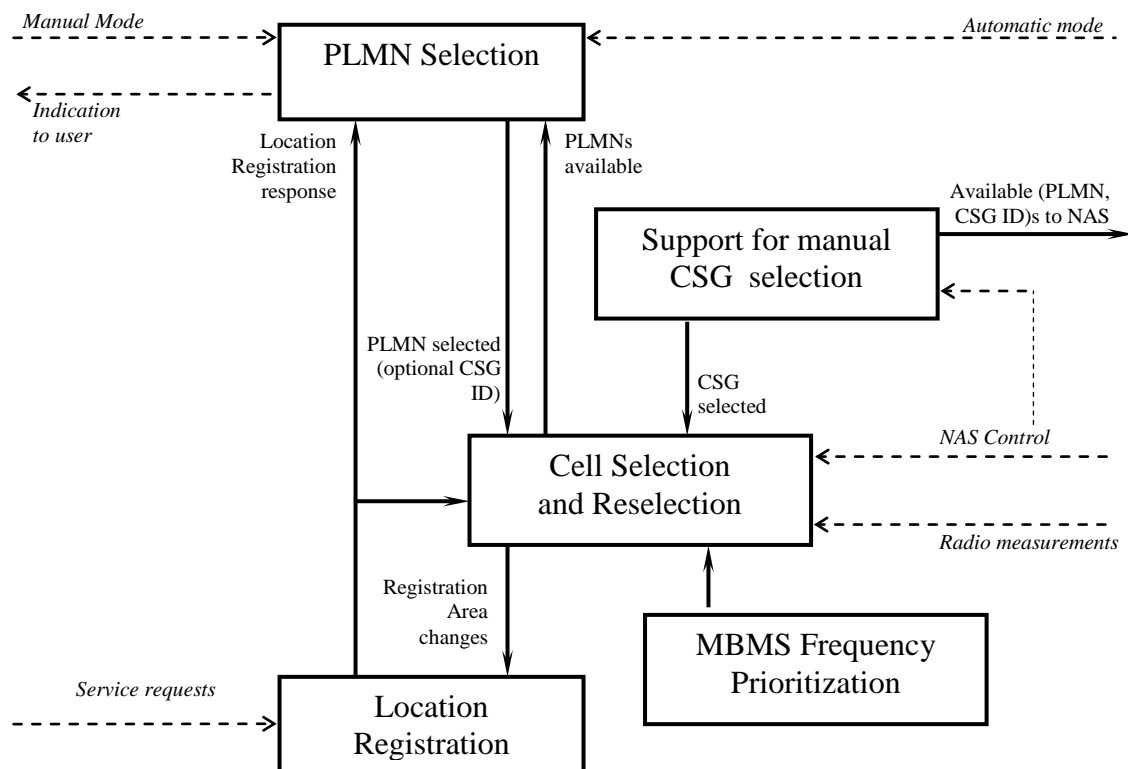 Manual Mode
Automatic mode
PLMN Selection
Indication
to user
Location
Registration
response
PLMNs
available
Available (PLMN,
CSG ID)s to NAS
Support for manual
CSG selection
PLMN selected
(optional CSG
ID)
CSG
selected
NAS Control
Cell Selection
and Reselection
Radio measurements
Registration
Area
changes
MBMS Frequency
Prioritization
Service requests
Location
Registration